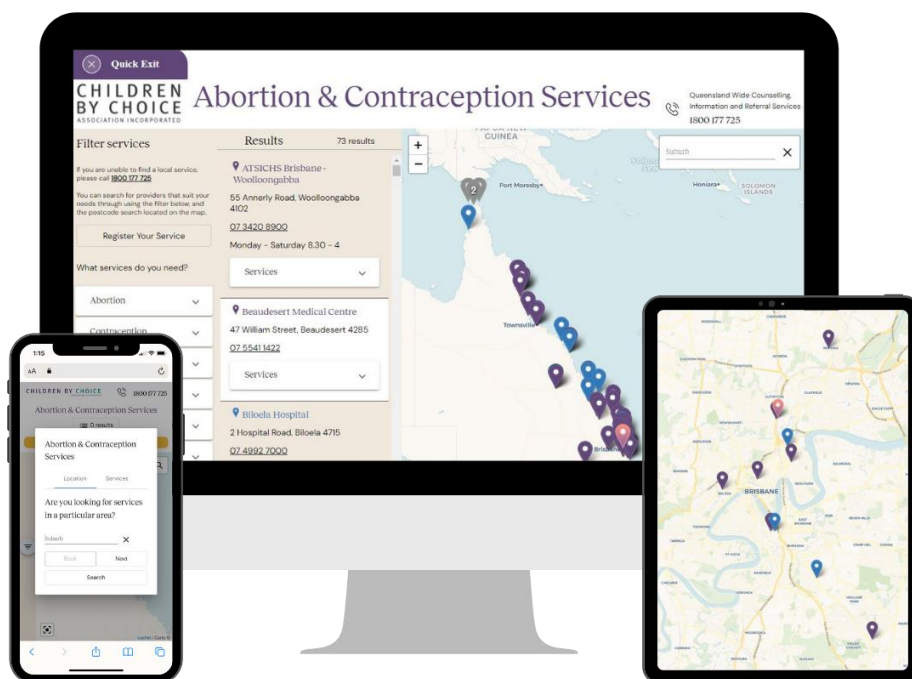 Quick Exit
CHILDREN
BY CHOICE
ASSOCIATION INCORPORATED
Abortion & Contraception Services
Queensland Wide Counselling,
Information and Referral Services
1800 177 725
Filter services
If you are unable to find a local service,
please call 1800 177 725
You can search for providers that suit your
needs through using the filter below, and
the postcode search located on the map.
Register Your Service
What services do you need?
Abortion
Contraception
Results
73 results
ATSICHS Brisbane -
Woolloongabba
55 Annerly Road, Woolloongabba
4102
07 3420 8900
Monday - Saturday 8.30 - 4
Services
Beaudesert Medical Centre
47 William Street, Beaudesert 4285
07 5541 1422
Services
Biloela Hospital
2 Hospital Road, Biloela 4715
07 4992 7000
+
−
GUINEA
Port Moresby
Suburb
Honiara
SOLOMON
ISLANDS
2
Townsville
Brisbane
1:15
AA
CHILDREN BY CHOICE
1800 177 725
Abortion & Contraception Services
0 results
Abortion & Contraception
Services
Location
Services
Are you looking for services
in a particular area?
Suburb
Back
Next
Search
BRISBANE